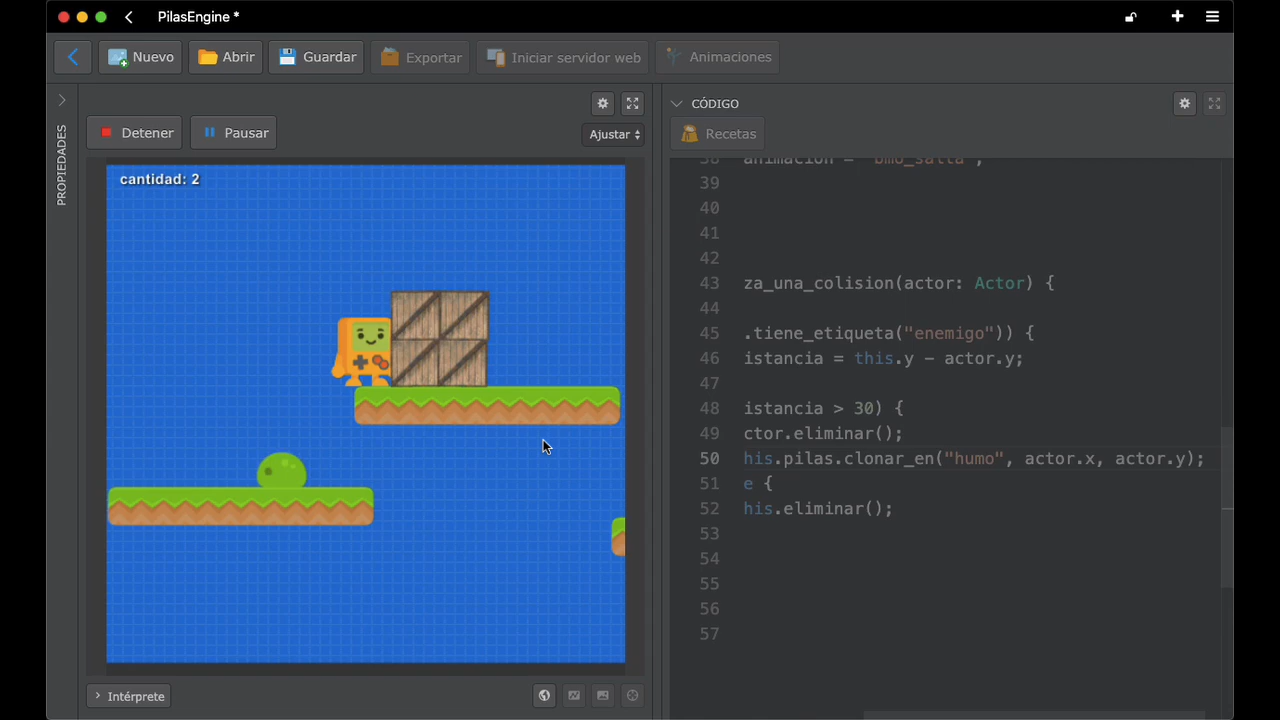 PilasEngine *
Nuevo
Abrir
Guardar
Exportar
Iniciar servidor web
Animaciones
PROPIEDADES
Detener
Pausar
Ajustar
cantidad: 2
Intérprete
CÓDIGO
Recetas
38 animacion = "bmo_salta",
39
40
41
42
43 za_una_colision(actor: Actor) {
44
45 .tiene_etiqueta("enemigo")) {
46 istancia = this.y - actor.y;
47
48 istancia > 30) {
49 ctor.eliminar();
50 his.pilas.clonar_en("humo", actor.x, actor.y);
51 e {
52 his.eliminar();
53
54
55
56
57